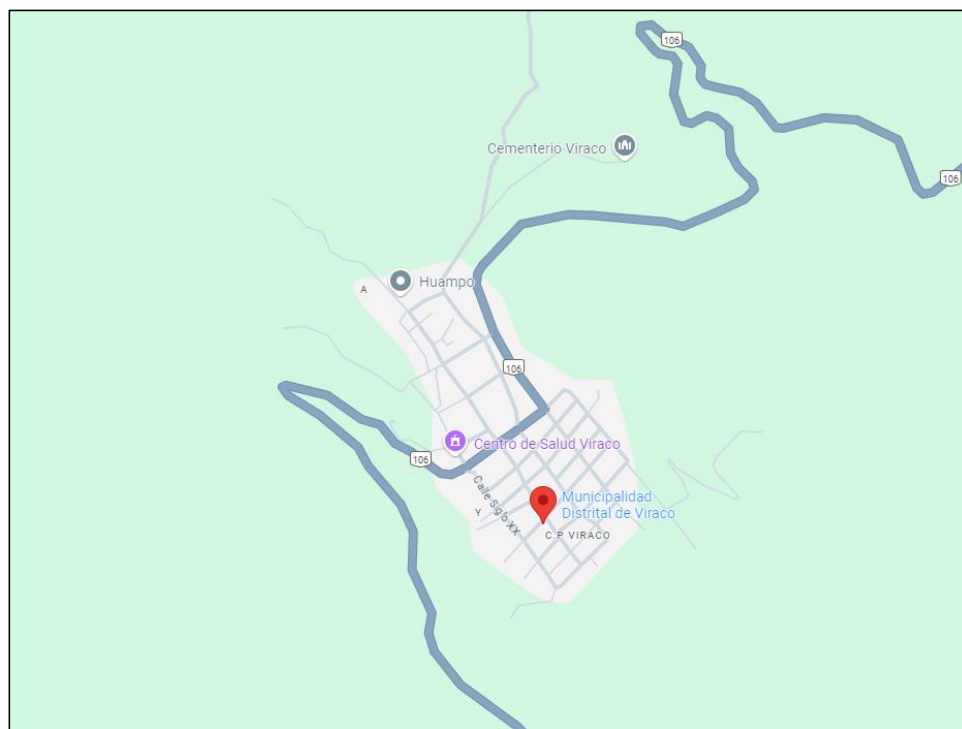 106
Cementerio Viraco
106
Huampo
A
106
Centro de Salud Viraco
106
Calle Siglo XX
Municipalidad
Distrital de Viraco
Y
C.P VIRACO